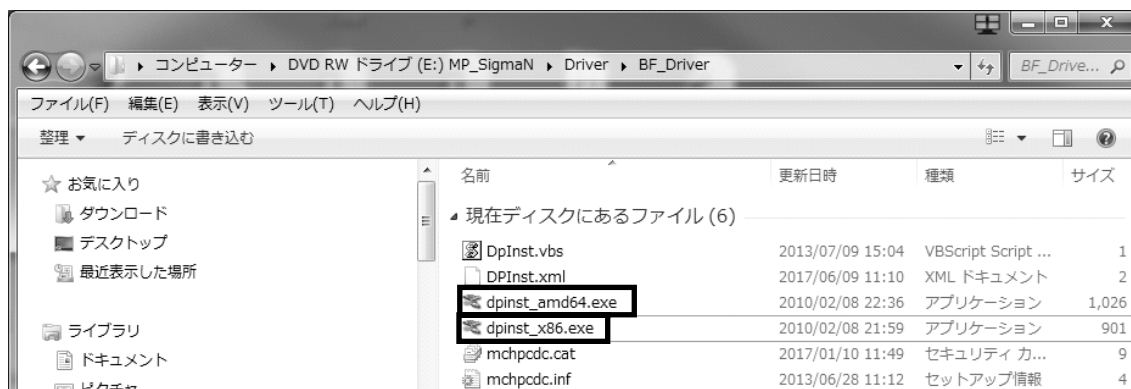 コンピューター ▸ DVD RW ドライブ (E:) MP_SigmaN ▸ Driver ▸ BF_Driver
BF_Drive...
ファイル(F) 編集(E) 表示(V) ツール(T) ヘルプ(H)
整理 ディスクに書き込む
お気に入り
ダウンロード
デスクトップ
最近表示した場所
ライブラリ
ドキュメント
ピクチャ
名前 更新日時 種類 サイズ
現在ディスクにあるファイル (6)
DpInst.vbs 2013/07/09 15:04 VBScript Script ... 1
DPInst.xml 2017/06/09 11:10 XML ドキュメント 2
dpinst_amd64.exe 2010/02/08 22:36 アプリケーション 1,026
dpinst_x86.exe 2010/02/08 21:59 アプリケーション 901
mchpcdc.cat 2017/01/10 11:49 セキュリティ カ... 9
mchpcdc.inf 2013/06/28 11:12 セットアップ情報 4